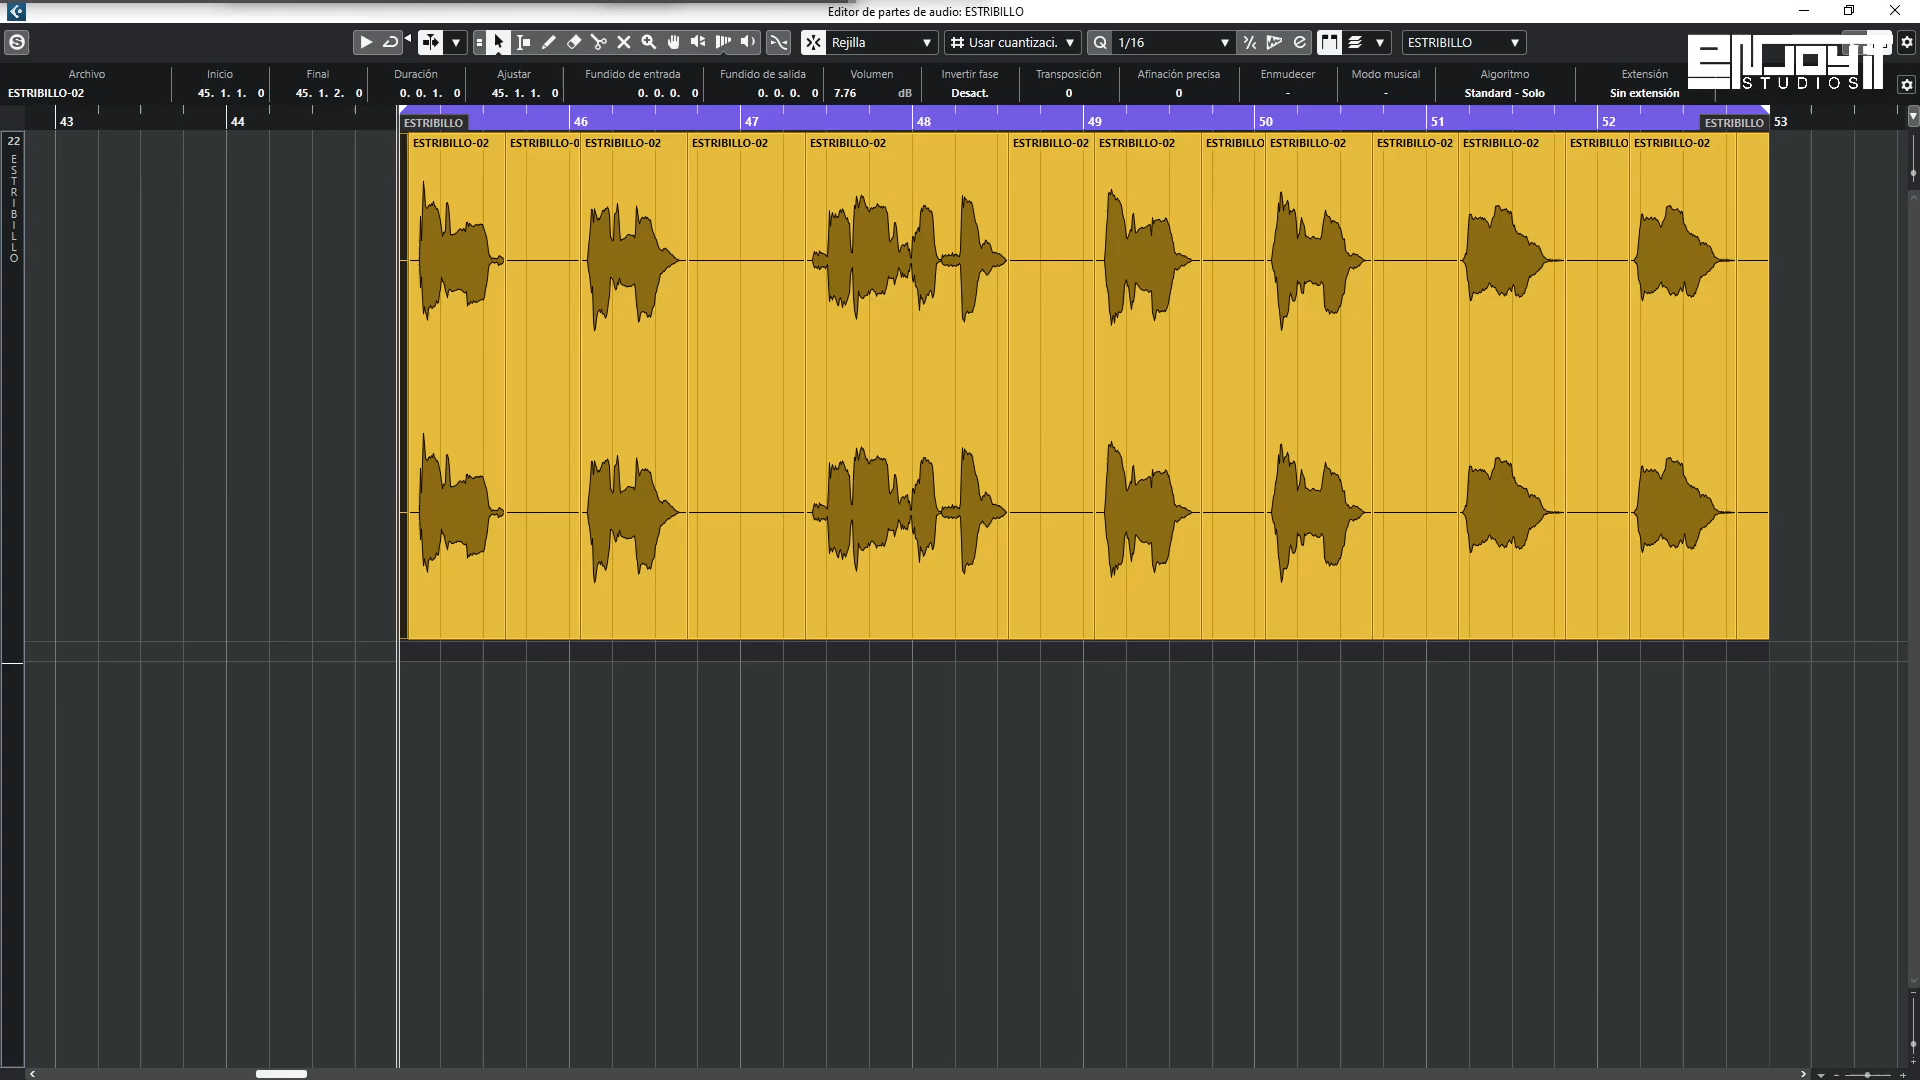 Editor de partes de audio: ESTRIBILLO
Rejilla
Usar cuantizaci.
Q
1/16
ESTRIBILLO
ENJOY IT
STUDIOS
Archivo Inicio Final Duración Ajustar Fundido de entrada Fundido de salida Volumen Invertir fase Transposición Afinación precisa Enmudecer Modo musical Algoritmo Extensión
ESTRIBILLO-02 45. 1. 1. 0 45. 1. 2. 0 0. 0. 1. 0 45. 1. 1. 0 0. 0. 0. 0 0. 0. 0. 0 7.76 dB Desact. 0 0 - - Standard - Solo Sin extensión
43 44 ESTRIBILLO 46 47 48 49 50 51 52 ESTRIBILLO 53
22
ESTRIBILLO
ESTRIBILLO-02 ESTRIBILLO-0 ESTRIBILLO-02 ESTRIBILLO-02 ESTRIBILLO-02 ESTRIBILLO-02 ESTRIBILLO-02 ESTRIBILLO ESTRIBILLO-02 ESTRIBILLO-02 ESTRIBILLO-02 ESTRIBILLO ESTRIBILLO-02